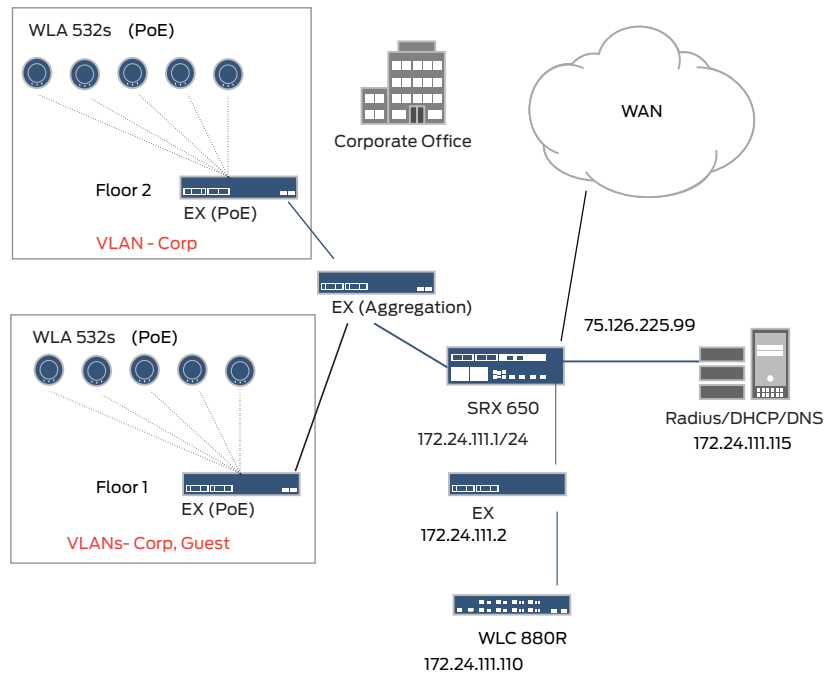 WLA 532s (PoE)
Floor 2
EX (PoE)
VLAN - Corp
Corporate Office
WAN
EX (Aggregation)
WLA 532s (PoE)
Floor 1
EX (PoE)
VLANs- Corp, Guest
75.126.225.99
SRX 650
172.24.111.1/24
Radius/DHCP/DNS
172.24.111.115
EX
172.24.111.2
WLC 880R
172.24.111.110